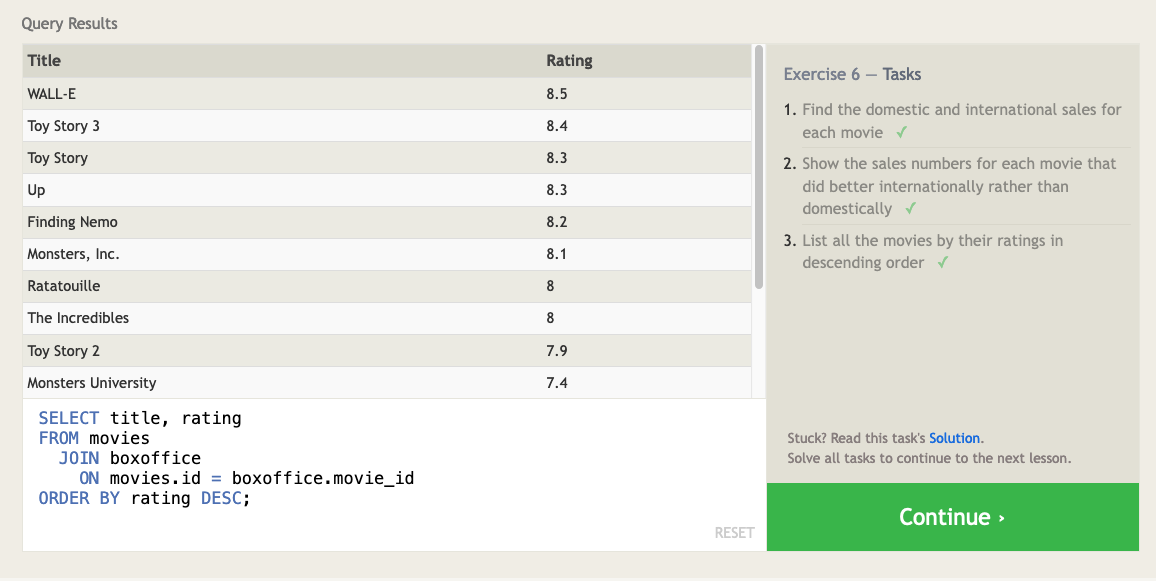 Query Results
Title Rating
WALL-E 8.5
Toy Story 3 8.4
Toy Story 8.3
Up 8.3
Finding Nemo 8.2
Monsters, Inc. 8.1
Ratatouille 8
The Incredibles 8
Toy Story 2 7.9
Monsters University 7.4
SELECT title, rating
FROM movies
  JOIN boxoffice
    ON movies.id = boxoffice.movie_id
ORDER BY rating DESC;
RESET
Exercise 6 — Tasks
1. Find the domestic and international sales for
each movie ✓
2. Show the sales numbers for each movie that
did better internationally rather than
domestically ✓
3. List all the movies by their ratings in
descending order ✓
Stuck? Read this task's Solution.
Solve all tasks to continue to the next lesson.
Continue ›